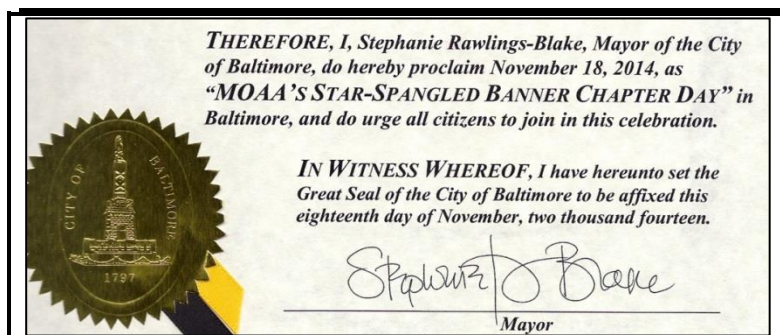 THEREFORE, I, Stephanie Rawlings-Blake, Mayor of the City
of Baltimore, do hereby proclaim November 18, 2014, as
“MOAA’S STAR-SPANGLED BANNER CHAPTER DAY” in
Baltimore, and do urge all citizens to join in this celebration.
IN WITNESS WHEREOF, I have hereunto set the
Great Seal of the City of Baltimore to be affixed this
eighteenth day of November, two thousand fourteen.
CITY OF BALTIMORE
1797
Mayor